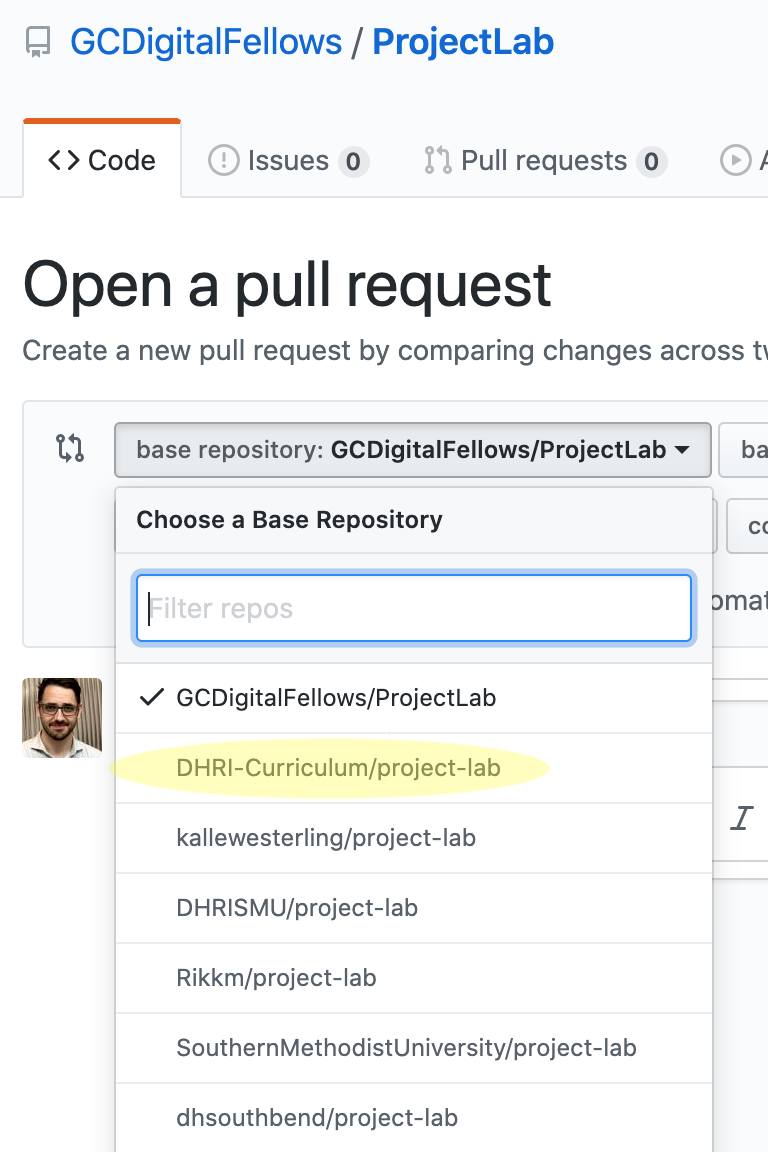 GCDigitalFellows / ProjectLab
Code Issues 0 Pull requests 0
Open a pull request
Create a new pull request by comparing changes across
base repository: GCDigitalFellows/ProjectLab ba
Choose a Base Repository
co
Filter repos
omat
GCDigitalFellows/ProjectLab
DHRI-Curriculum/project-lab
kallewesterling/project-lab
I
DHRISMU/project-lab
Rikkm/project-lab
SouthernMethodistUniversity/project-lab
dhsouthbend/project-lab